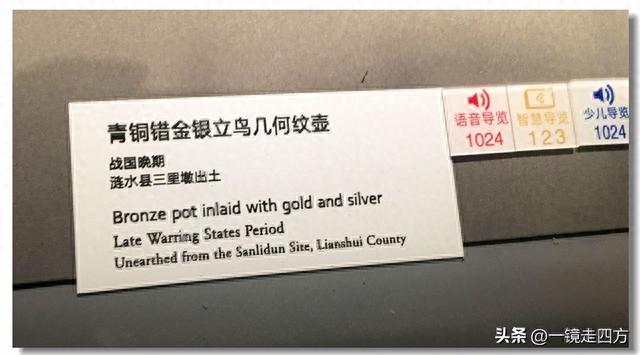 青铜错金银立鸟几何纹壶
战国晚期
涟水县三里墩出土
Bronze pot inlaid with gold and silver
Late Warring States Period
Unearthed from the Sanlidun Site, Lianshui County
语音导览
1024
智慧导览
123
少儿导览
1024
头条 @一镜走四方